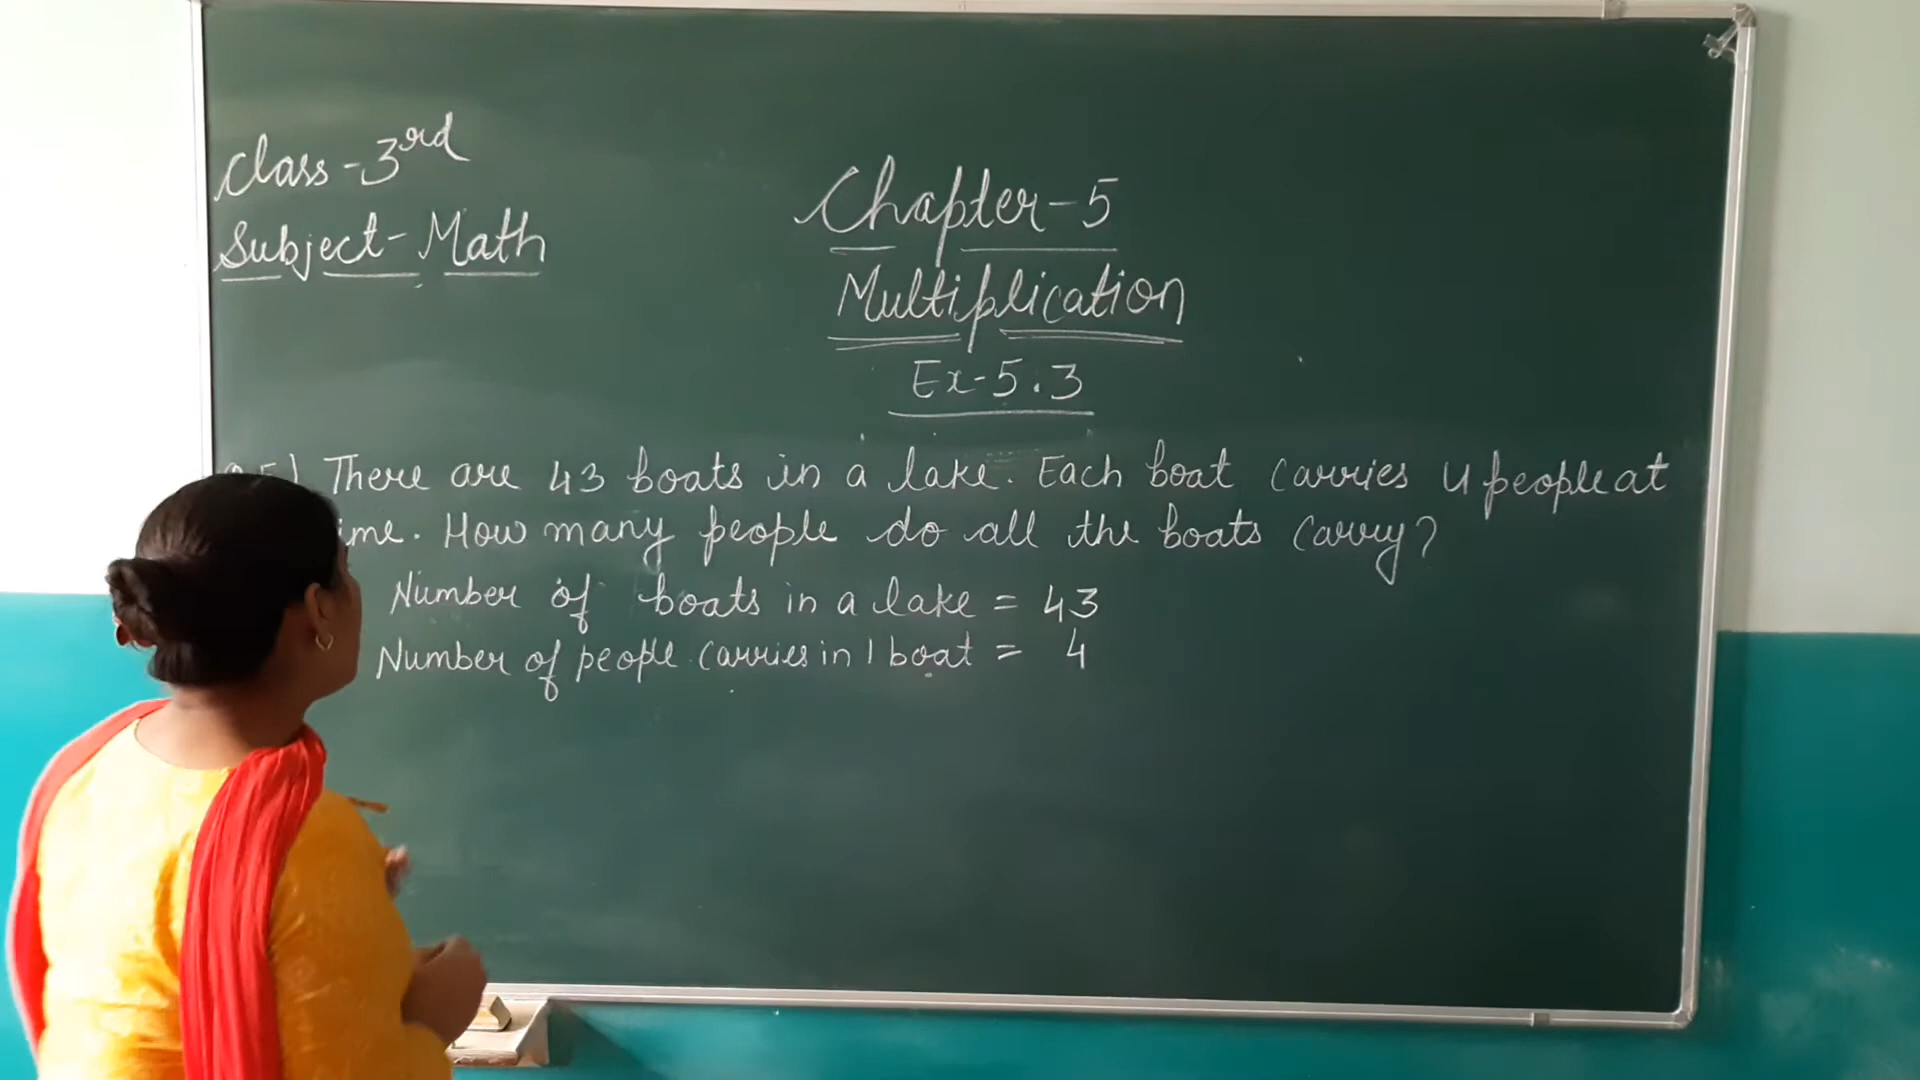 Class-3rd
Subject-Math
Chapter-5
Multiplication
Ex-5.3
There are 43 boats in a lake. Each boat carries 4 people at
How many people do all the boats carry?
Number of boats in a lake = 43
Number of people carries in 1 boat = 4